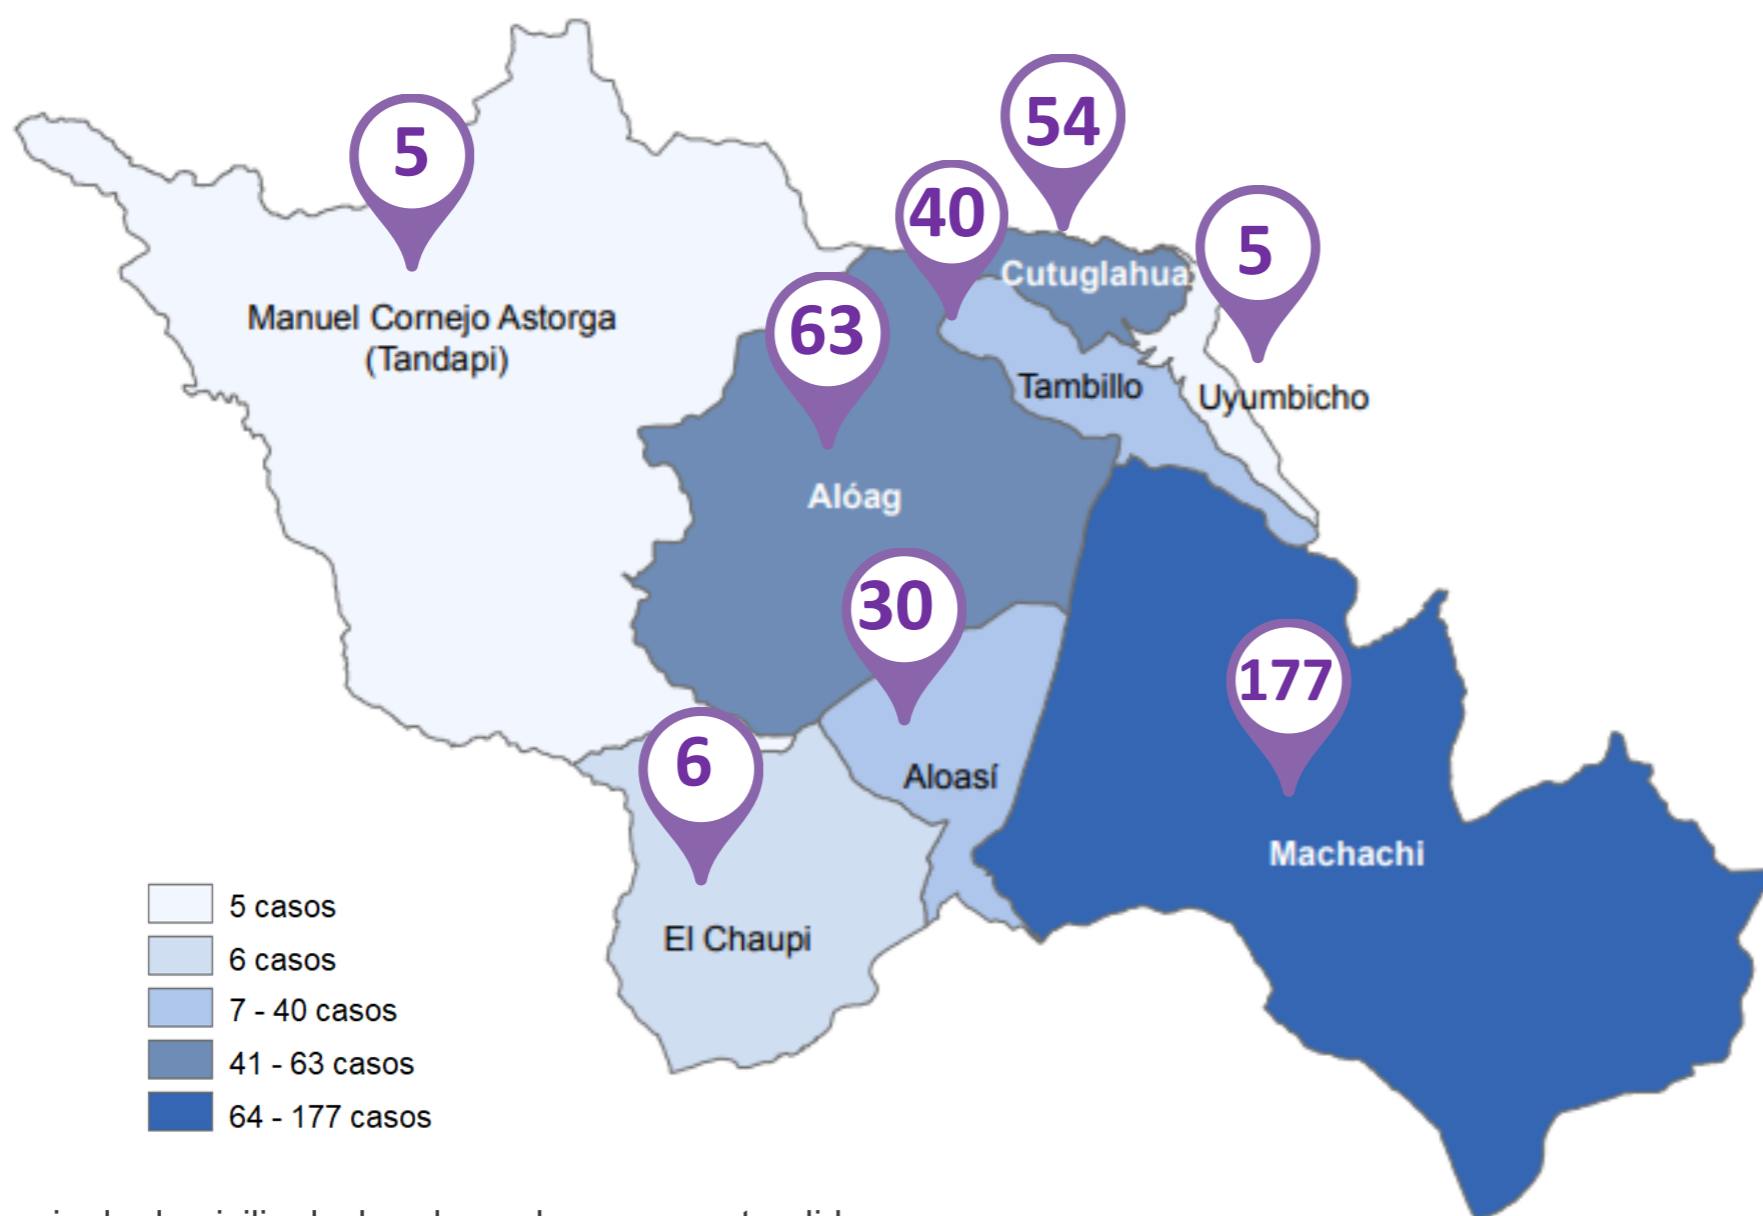 54
5
40
5
Cutuglahua
63
Manuel Cornejo Astorga
(Tandapi)
Tambillo
Uyumbicho
Alóag
30
177
6
Aloasí
Machachi
El Chaupi
5 casos
6 casos
7 - 40 casos
41 - 63 casos
64 - 177 casos